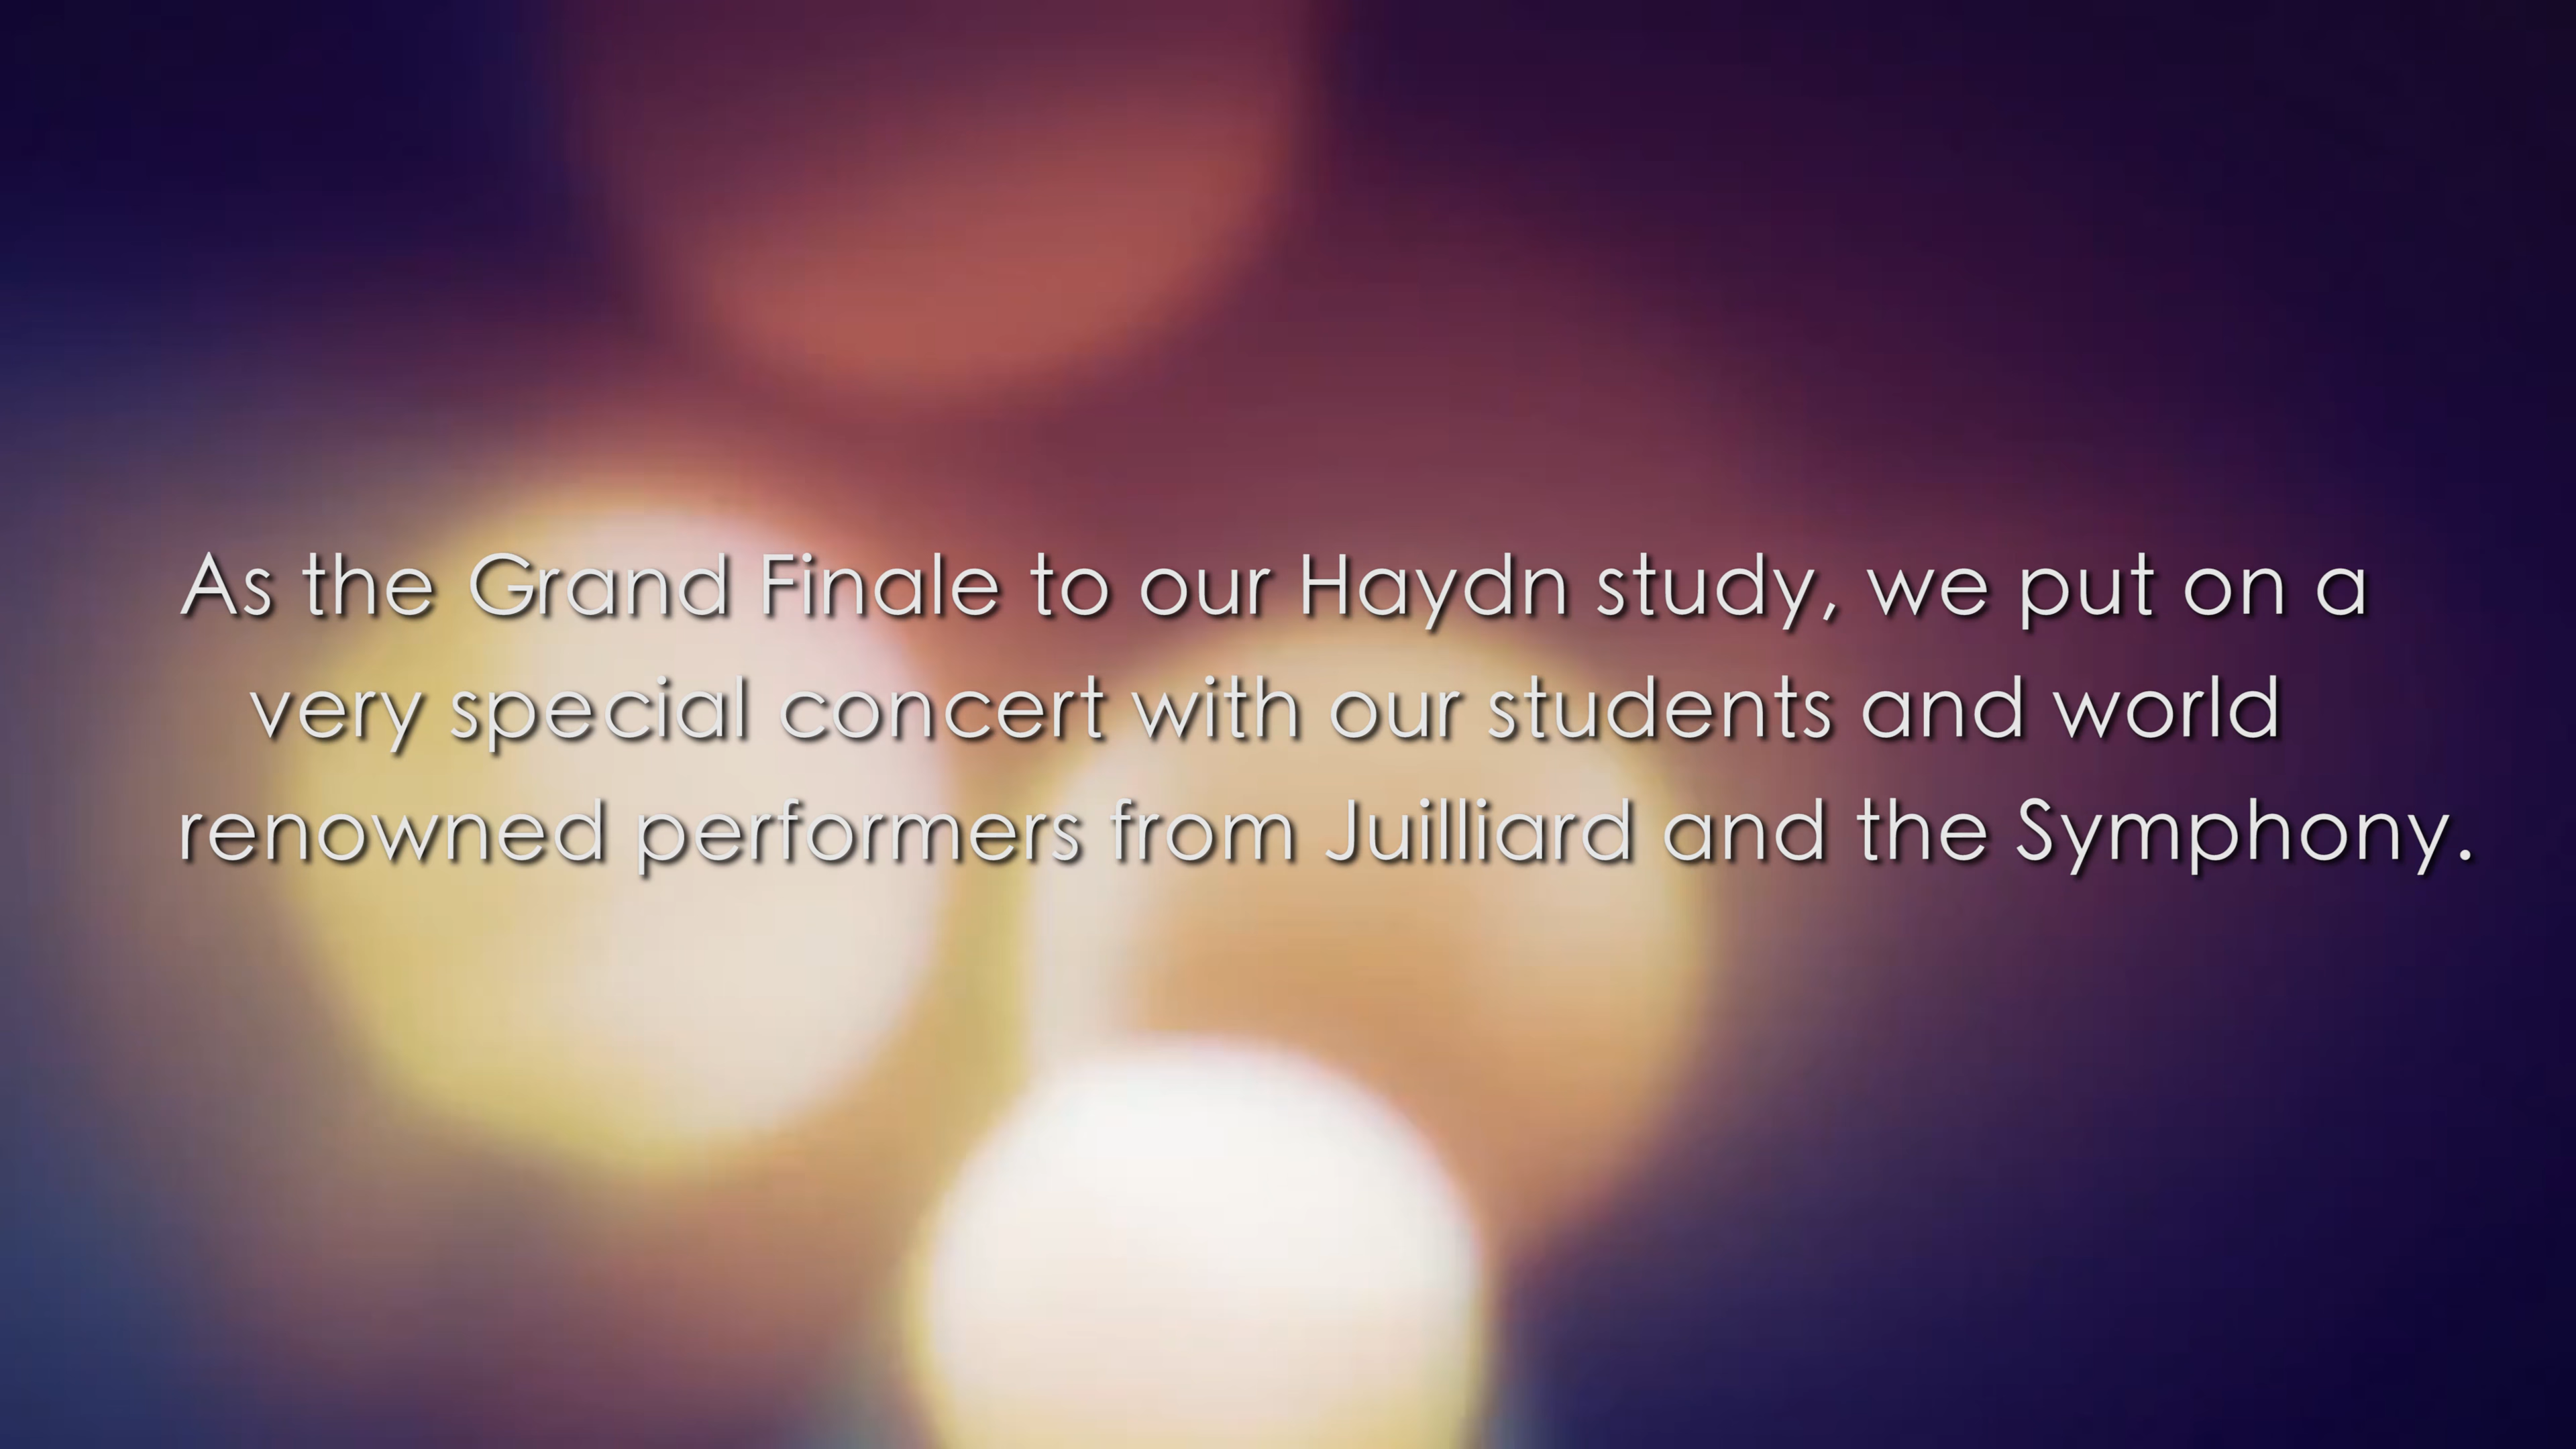 As the Grand Finale to our Haydn study, we put on a
very special concert with our students and world
renowned performers from Juilliard and the Symphony.